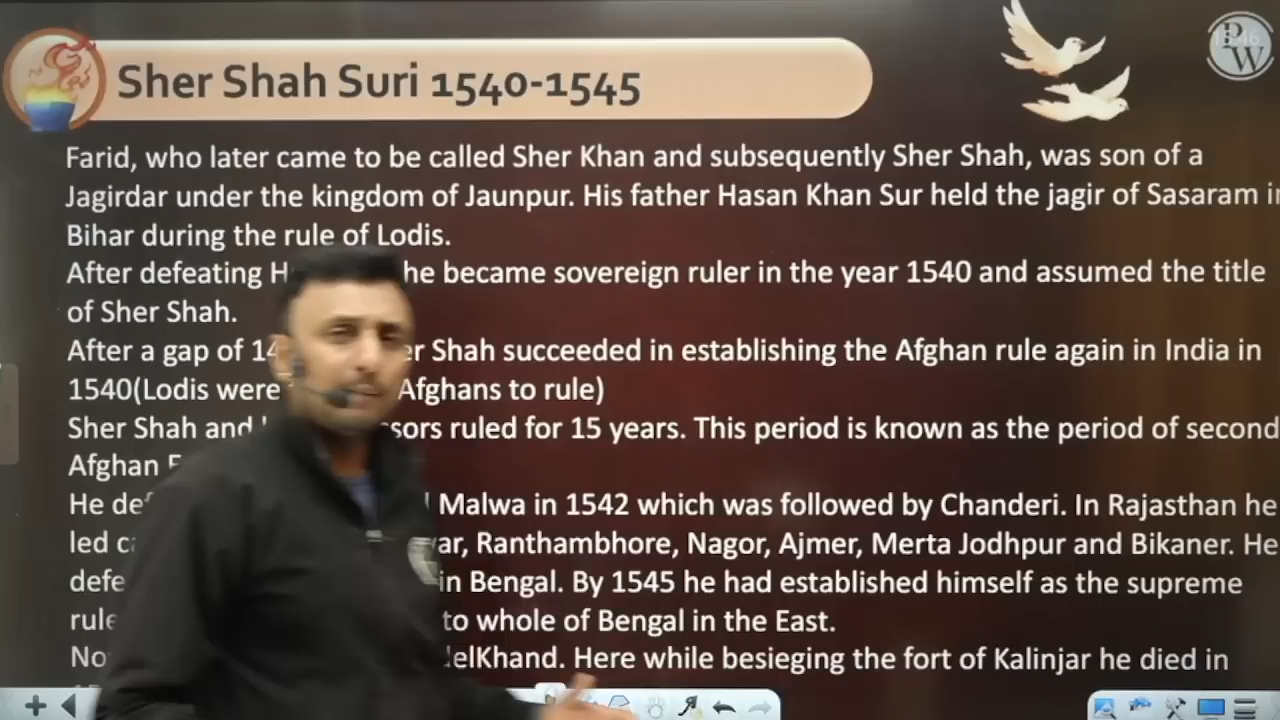 Sher Shah Suri 1540-1545
PW
Farid, who later came to be called Sher Khan and subsequently Sher Shah, was son of a
Jagirdar under the kingdom of Jaunpur. His father Hasan Khan Sur held the jagir of Sasaram in
Bihar during the rule of Lodis.
After defeating he became sovereign ruler in the year 1540 and assumed the title
of Sher Shah.
After a gap of Shah succeeded in establishing the Afghan rule again in India in
1540(Lodis were Afghans to rule)
Sher Shah and ruled for 15 years. This period is known as the period of second
Afghan
He Malwa in 1542 which was followed by Chanderi. In Rajasthan he
led Ranthambhore, Nagor, Ajmer, Merta Jodhpur and Bikaner. He
in Bengal. By 1545 he had established himself as the supreme
to whole of Bengal in the East.
Here while besieging the fort of Kalinjar he died in